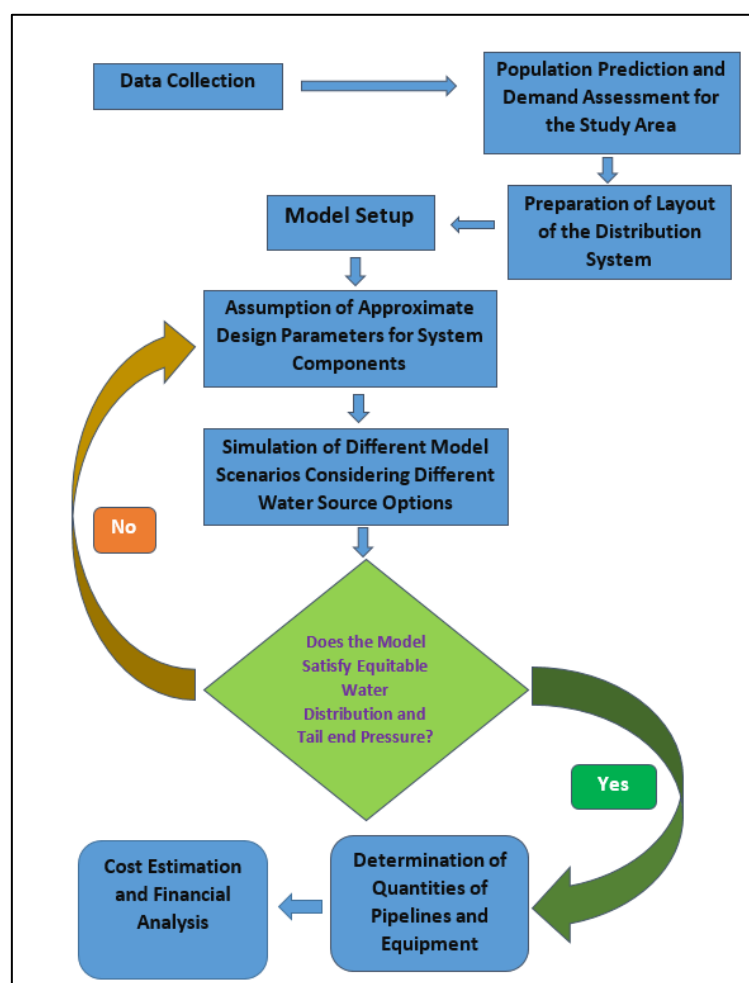 Data Collection
Population Prediction and
Demand Assessment for
the Study Area
Preparation of Layout
of the Distribution
System
Model Setup
Assumption of Approximate
Design Parameters for System
Components
Simulation of Different Model
Scenarios Considering Different
Water Source Options
No
Does the Model
Satisfy Equitable
Water
Distribution and
Tail end Pressure?
Yes
Determination of
Quantities of
Pipelines and
Equipment
Cost Estimation
and Financial
Analysis